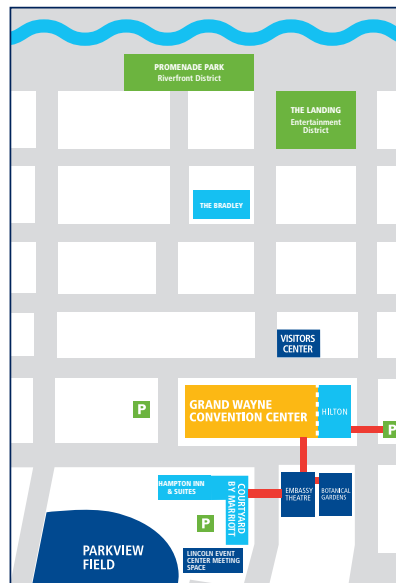 PROMENADE PARK
Riverfront District
THE LANDING
Entertainment
District
THE BRADLEY
VISITORS
CENTER
GRAND WAYNE
CONVENTION CENTER
HILTON
P
P
HAMPTON INN
& SUITES
COURTYARD
BY MARRIOTT
EMBASSY
THEATRE
BOTANICAL
GARDENS
P
PARKVIEW
FIELD
LINCOLN EVENT
CENTER MEETING
SPACE